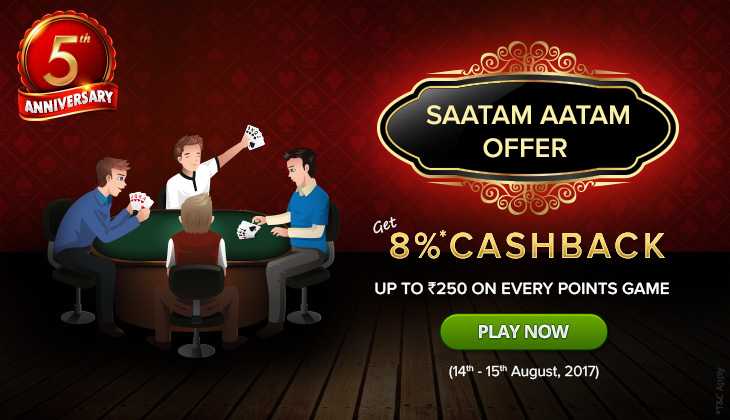 5th
ANNIVERSARY
SAATAM AATAM
OFFER
Get
8%*CASHBACK
UP TO ₹250 ON EVERY POINTS GAME
PLAY NOW
(14th - 15th August, 2017)
*T&C Apply